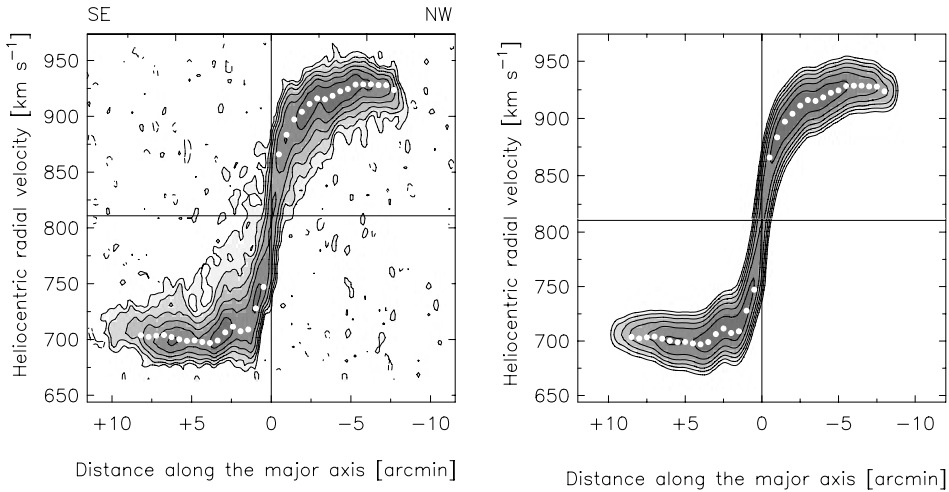 SE NW
Heliocentric radial velocity [km s⁻¹]
950
900
850
800
750
700
650
+10 +5 0 −5 −10
Distance along the major axis [arcmin]
Heliocentric radial velocity [km s⁻¹]
950
900
850
800
750
700
650
+10 +5 0 −5 −10
Distance along the major axis [arcmin]